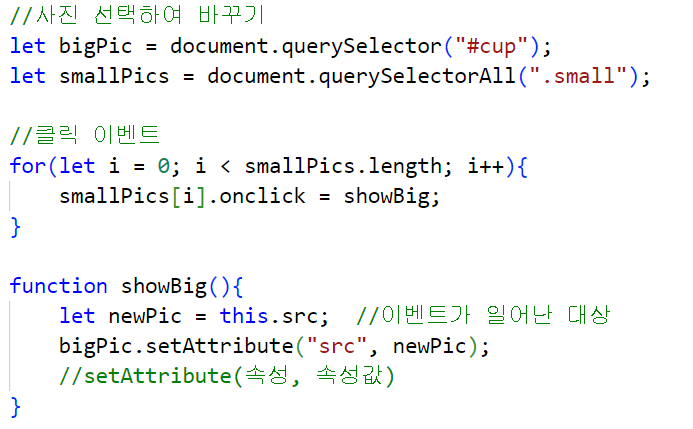 //사진 선택하여 바꾸기
let bigPic = document.querySelector("#cup");
let smallPics = document.querySelectorAll(".small");
//클릭 이벤트
for(let i = 0; i < smallPics.length; i++){
smallPics[i].onclick = showBig;
}
function showBig(){
let newPic = this.src;  //이벤트가 일어난 대상
bigPic.setAttribute("src", newPic);
//setAttribute(속성, 속성값)
}